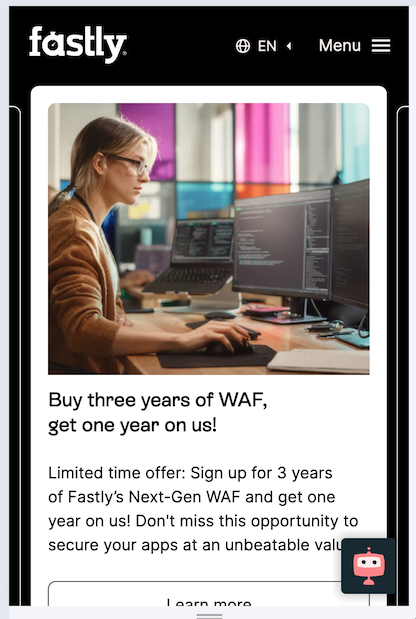 fastly
EN
Menu
Buy three years of WAF,
get one year on us!
Limited time offer: Sign up for 3 years
of Fastly’s Next-Gen WAF and get one
year on us! Don't miss this opportunity to
secure your apps at an unbeatable
Learn more